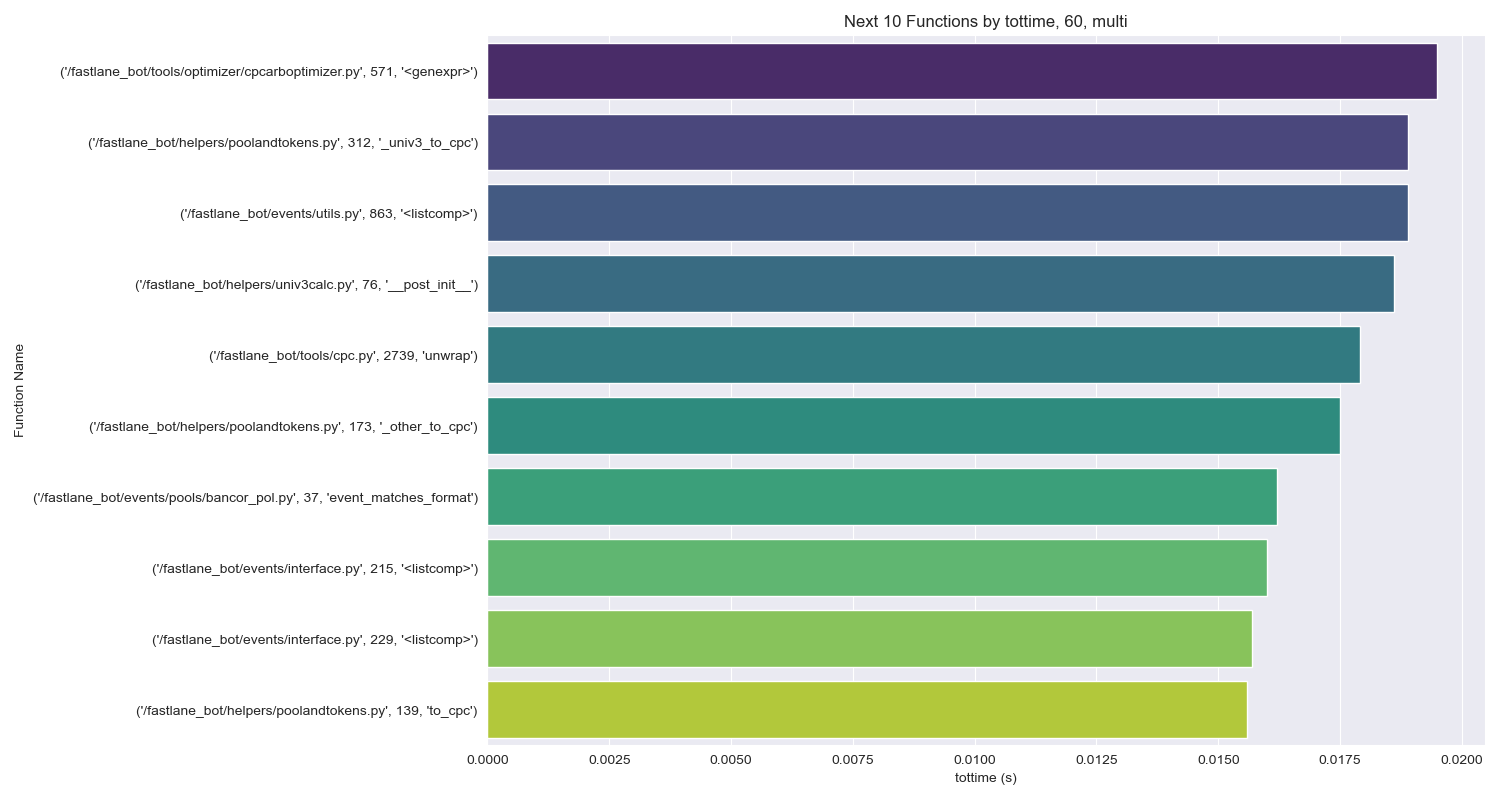 Next 10 Functions by tottime, 60, multi
Function Name
('/fastlane_bot/tools/optimizer/cpcarboptimizer.py', 571, '<genexpr>')
('/fastlane_bot/helpers/poolandtokens.py', 312, '_univ3_to_cpc')
('/fastlane_bot/events/utils.py', 863, '<listcomp>')
('/fastlane_bot/helpers/univ3calc.py', 76, '__post_init__')
('/fastlane_bot/tools/cpc.py', 2739, 'unwrap')
('/fastlane_bot/helpers/poolandtokens.py', 173, '_other_to_cpc')
('/fastlane_bot/events/pools/bancor_pol.py', 37, 'event_matches_format')
('/fastlane_bot/events/interface.py', 215, '<listcomp>')
('/fastlane_bot/events/interface.py', 229, '<listcomp>')
('/fastlane_bot/helpers/poolandtokens.py', 139, 'to_cpc')
0.0000 0.0025 0.0050 0.0075 0.0100 0.0125 0.0150 0.0175 0.0200
tottime (s)